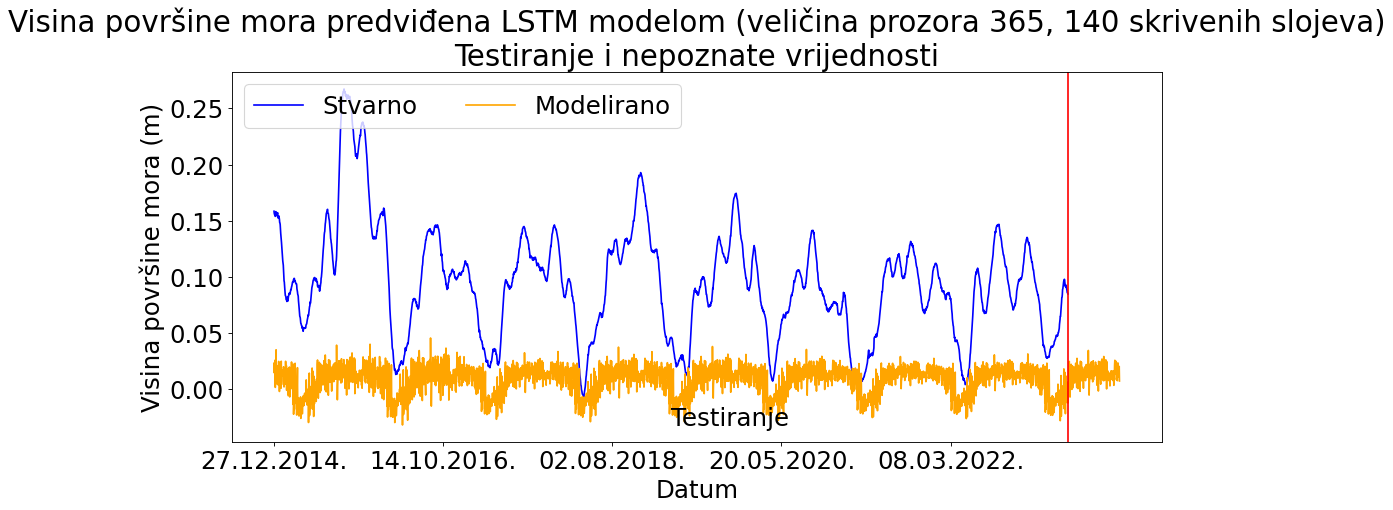 Visina površine mora predviđena LSTM modelom (veličina prozora 365, 140 skrivenih slojeva)
Testiranje i nepoznate vrijednosti
Stvarno
Modelirano
Visina površine mora (m)
0.25
0.20
0.15
0.10
0.05
0.00
Testiranje
27.12.2014.
14.10.2016.
02.08.2018.
20.05.2020.
08.03.2022.
Datum